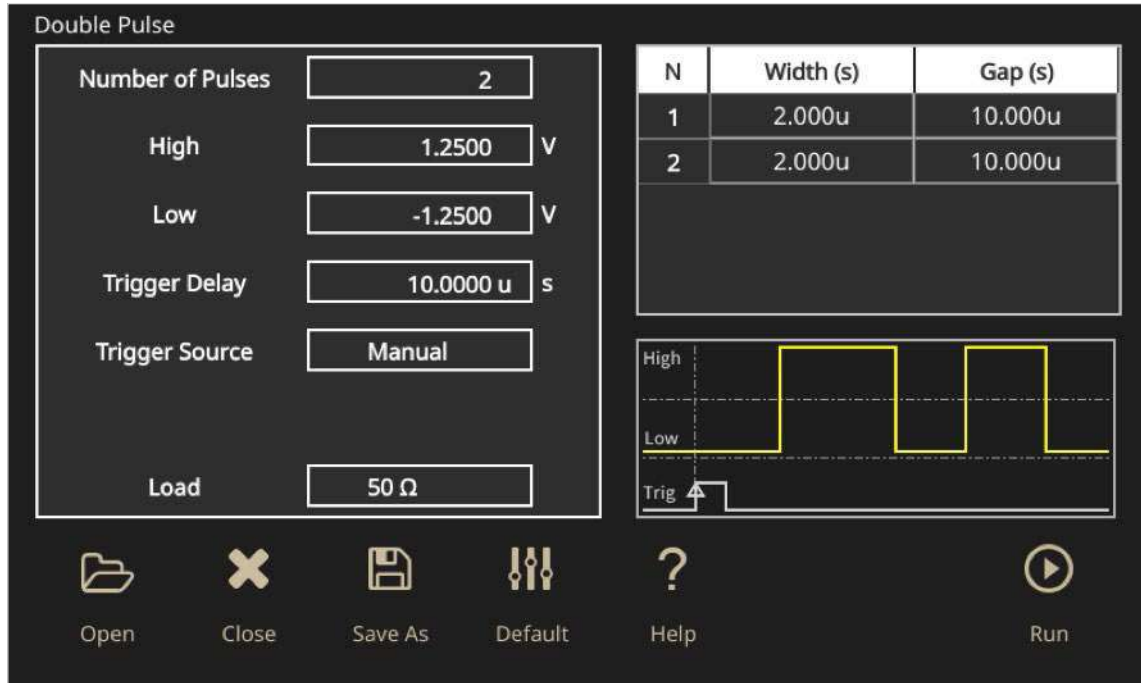 Double Pulse
Number of Pulses 2
High 1.2500 V
Low -1.2500 V
Trigger Delay 10.0000 u s
Trigger Source Manual
Load 50 Ω
N Width (s) Gap (s)
1 2.000u 10.000u
2 2.000u 10.000u
High
Low
Trig
Open Close Save As Default Help Run